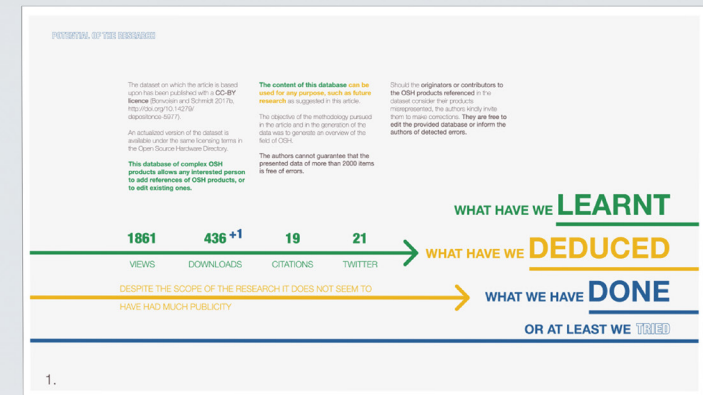 POTENTIAL OF THE RESEARCH
The dataset on which the article is based
upon has been published with a CC-BY
licence (Bonvoisin and Schmidt 2017b,
http://doi.org/10.14279/
depositonce-5977).
An actualized version of the dataset is
available under the same licensing terms in
the Open Source Hardware Directory.
This database of complex OSH
products allows any interested person
to add references of OSH products, or
to edit existing ones.
The content of this database can be
used for any purpose, such as future
research as suggested in this article.
The objective of the methodology pursued
in the article and in the generation of the
data was to generate an overview of the
field of OSH.
The authors cannot guarantee that the
presented data of more than 2000 items
is free of errors.
Should the originators or contributors to
the OSH products referenced in the
dataset consider their products
misrepresented, the authors kindly invite
them to make corrections. They are free to
edit the provided database or inform the
authors of detected errors.
WHAT HAVE WE LEARNT
1861 436 +1 19 21
VIEWS DOWNLOADS CITATIONS TWITTER
WHAT HAVE WE DEDUCED
DESPITE THE SCOPE OF THE RESEARCH IT DOES NOT SEEM TO
HAVE HAD MUCH PUBLICITY
WHAT WE HAVE DONE
OR AT LEAST WE TRIED
1.